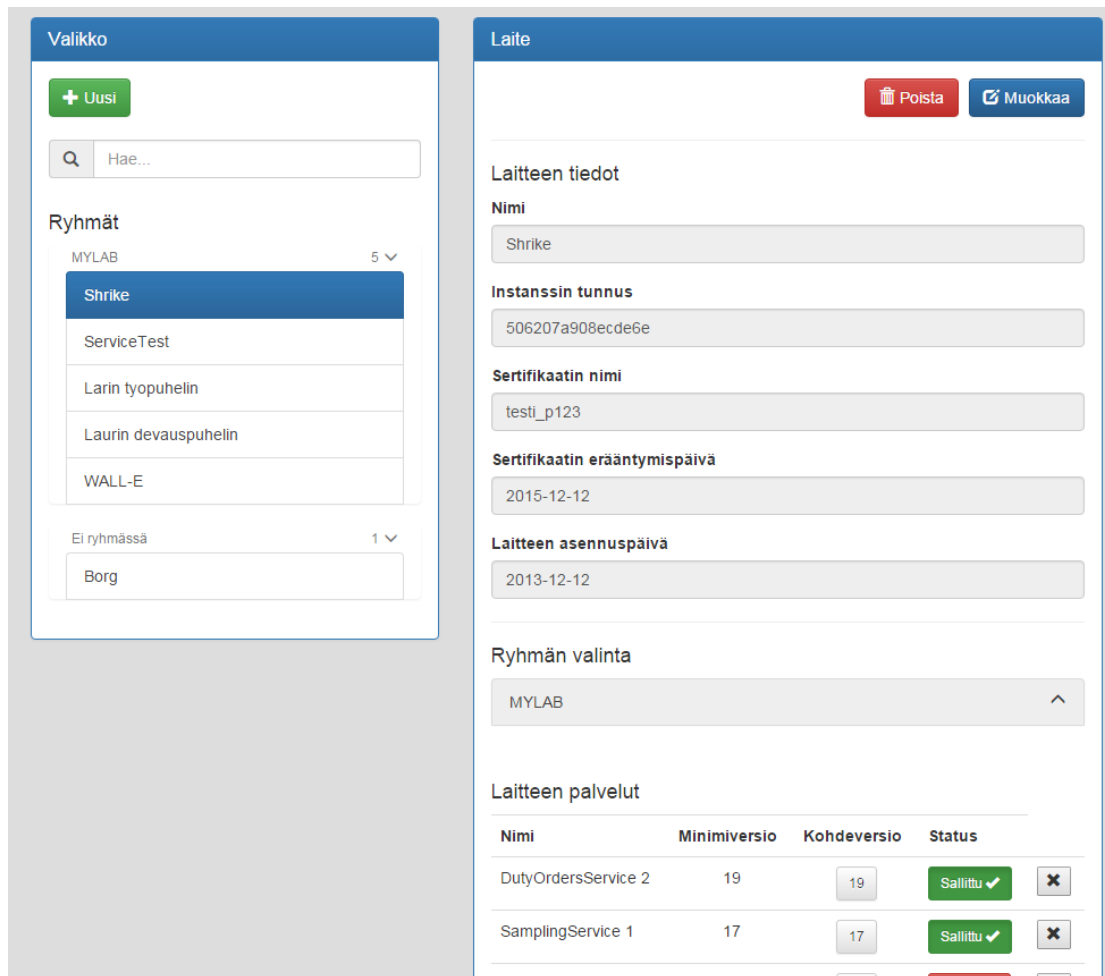 Valikko
Uusi
Hae...
Ryhmät
MYLAB 5
Shrike
ServiceTest
Larin tyopuhelin
Laurin devauspuhelin
WALL-E
Ei ryhmässä 1
Borg
Laite
Poista Muokkaa
Laitteen tiedot
Nimi
Shrike
Instanssin tunnus
506207a908ecde6e
Sertifikaatin nimi
testi_p123
Sertifikaatin erääntymispäivä
2015-12-12
Laitteen asennuspäivä
2013-12-12
Ryhmän valinta
MYLAB
Laitteen palvelut
Nimi Minimiversio Kohdeversio Status
DutyOrdersService 2 19 19 Sallittu
SamplingService 1 17 17 Sallittu